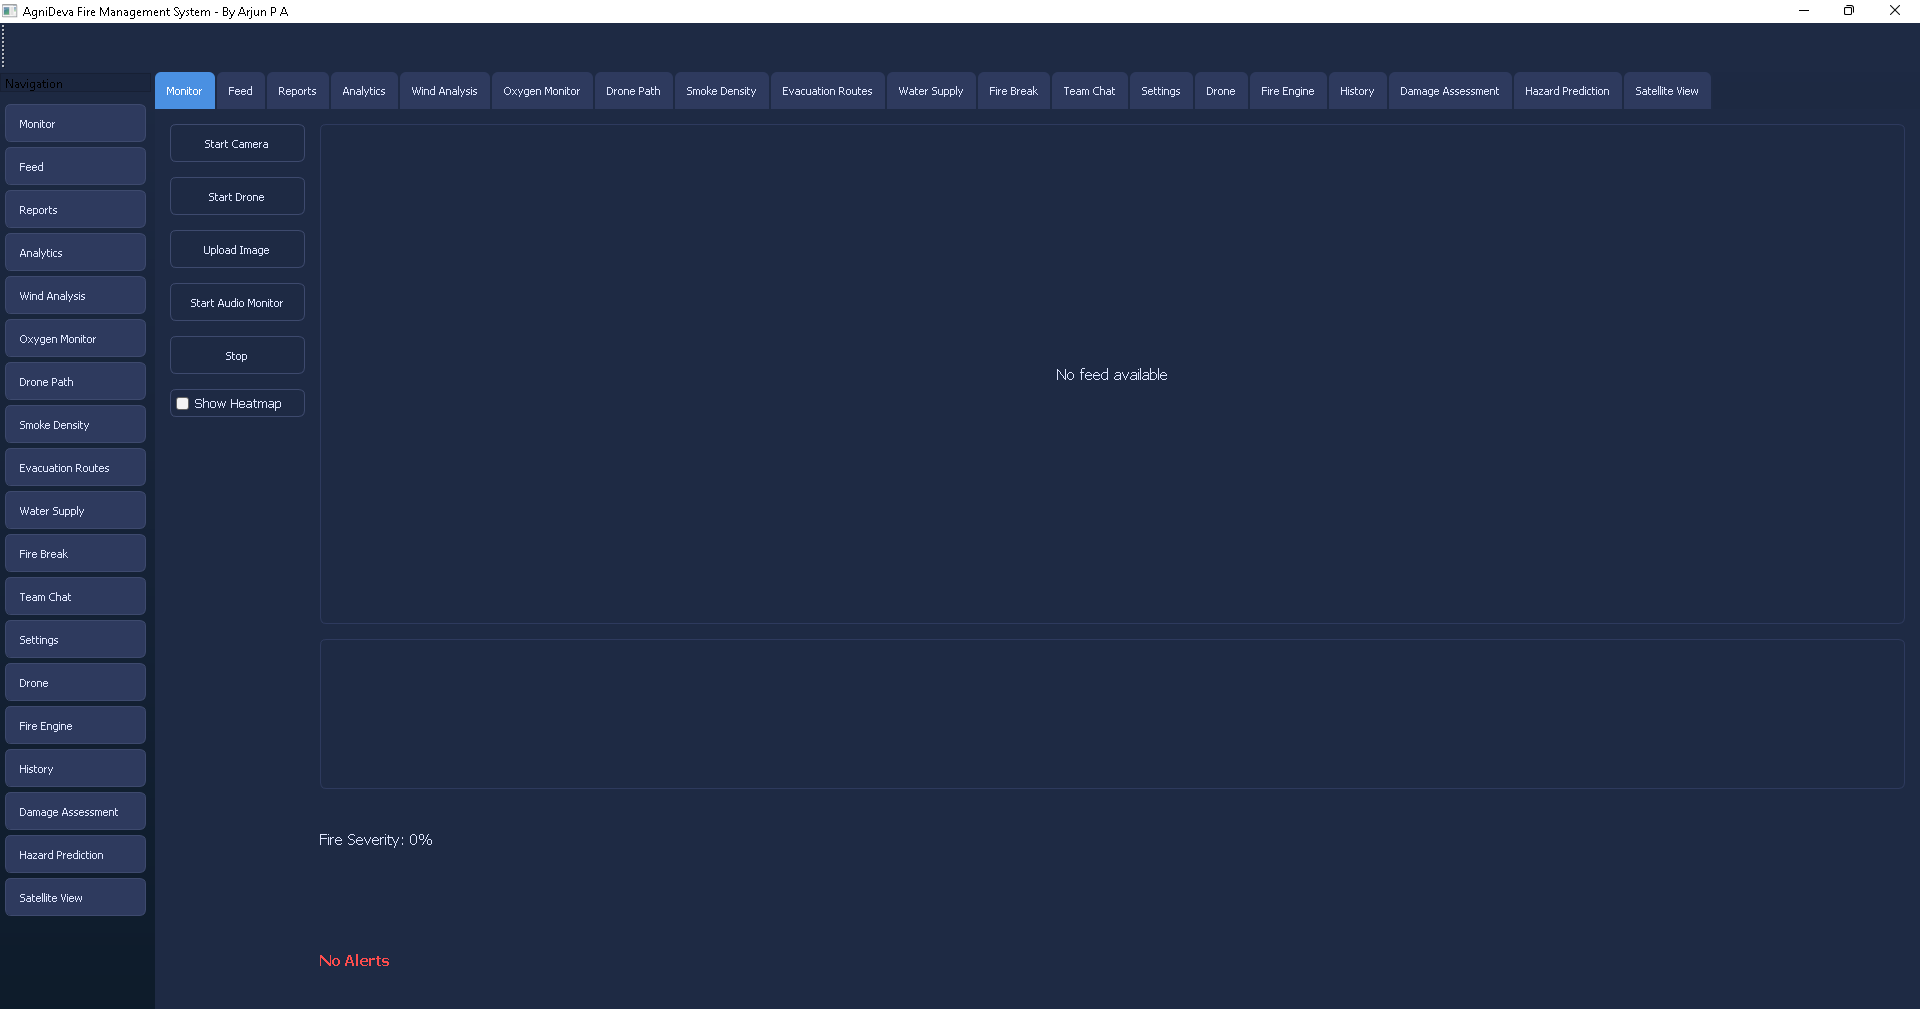 AgniDeva Fire Management System - By Arjun P A
Navigation
Monitor
Feed
Reports
Analytics
Wind Analysis
Oxygen Monitor
Drone Path
Smoke Density
Evacuation Routes
Water Supply
Fire Break
Team Chat
Settings
Drone
Fire Engine
History
Damage Assessment
Hazard Prediction
Satellite View
Monitor Feed Reports Analytics Wind Analysis Oxygen Monitor Drone Path Smoke Density Evacuation Routes Water Supply Fire Break Team Chat Settings Drone Fire Engine History Damage Assessment Hazard Prediction Satellite View
Start Camera
Start Drone
Upload Image
Start Audio Monitor
Stop
Show Heatmap
No feed available
Fire Severity: 0%
No Alerts